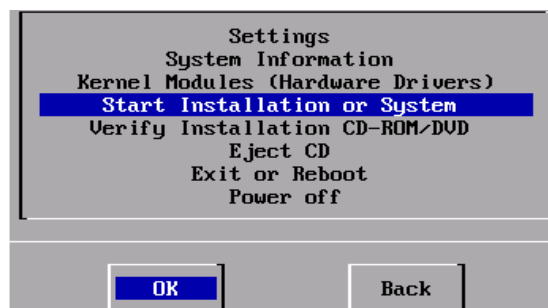 Settings
System Information
Kernel Modules (Hardware Drivers)
Start Installation or System
Verify Installation CD-ROM/DVD
Eject CD
Exit or Reboot
Power off
OK
Back